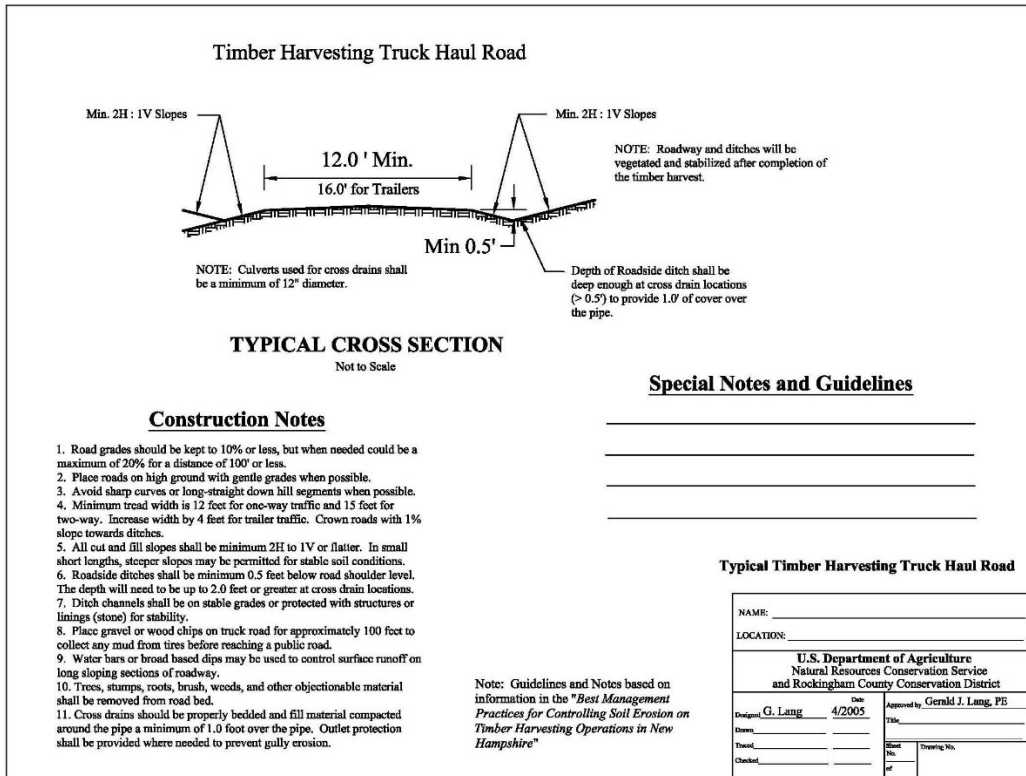 Timber Harvesting Truck Haul Road
Min. 2H : 1V Slopes
Min. 2H : 1V Slopes
12.0 ' Min.
16.0' for Trailers
NOTE: Roadway and ditches will be
vegetated and stabilized after completion of
the timber harvest.
Min 0.5'
NOTE: Culverts used for cross drains shall
be a minimum of 12" diameter.
Depth of Roadside ditch shall be
deep enough at cross drain locations
(> 0.5') to provide 1.0' of cover over
the pipe.
TYPICAL CROSS SECTION
Not to Scale
Construction Notes
1. Road grades should be kept to 10% or less, but when needed could be a
maximum of 20% for a distance of 100' or less.
2. Place roads on high ground with gentle grades when possible.
3. Avoid sharp curves or long-straight down hill segments when possible.
4. Minimum tread width is 12 feet for one-way traffic and 15 feet for
two-way. Increase width by 4 feet for trailer traffic. Crown roads with 1%
slope towards ditches.
5. All cut and fill slopes shall be minimum 2H to 1V or flatter. In small
short lengths, steeper slopes may be permitted for stable soil conditions.
6. Roadside ditches shall be minimum 0.5 feet below road shoulder level.
The depth will need to be up to 2.0 feet or greater at cross drain locations.
7. Ditch channels shall be on stable grades or protected with structures or
linings (stone) for stability.
8. Place gravel or wood chips on truck road for approximately 100 feet to
collect any mud from tires before reaching a public road.
9. Water bars or broad based dips may be used to control surface runoff on
long sloping sections of roadway.
10. Trees, stumps, roots, brush, weeds, and other objectionable material
shall be removed from road bed.
11. Cross drains should be properly bedded and fill material compacted
around the pipe a minimum of 1.0 foot over the pipe. Outlet protection
shall be provided where needed to prevent gully erosion.
Note: Guidelines and Notes based on
information in the "Best Management
Practices for Controlling Soil Erosion on
Timber Harvesting Operations in New
Hampshire"
Special Notes and Guidelines
Typical Timber Harvesting Truck Haul Road
NAME:
LOCATION:
U.S. Department of Agriculture
Natural Resources Conservation Service
and Rockingham County Conservation District
Date
Designed G. Lang 4/2005
Drawn
Traced
Checked
Approved by Gerald J. Lang, PE
Title
Sheet
No.
of
Drawing No.